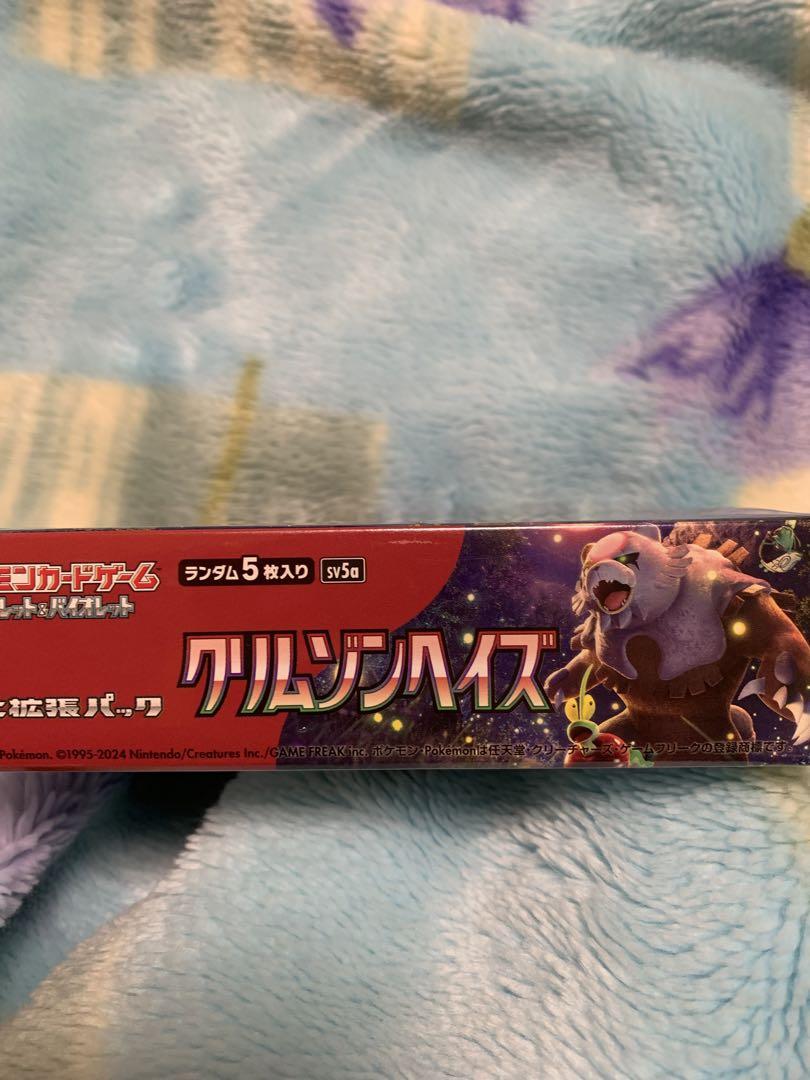 モンカードゲーム ランダム5枚入り sv5a
レット&バイオレット
拡張パック クリムゾンヘイズ
Pokémon. ©1995-2024 Nintendo/Creatures Inc./GAME FREAK inc. ポケモン・Pokémonは任天堂・クリーチャーズ・ゲームフリークの登録商標です。